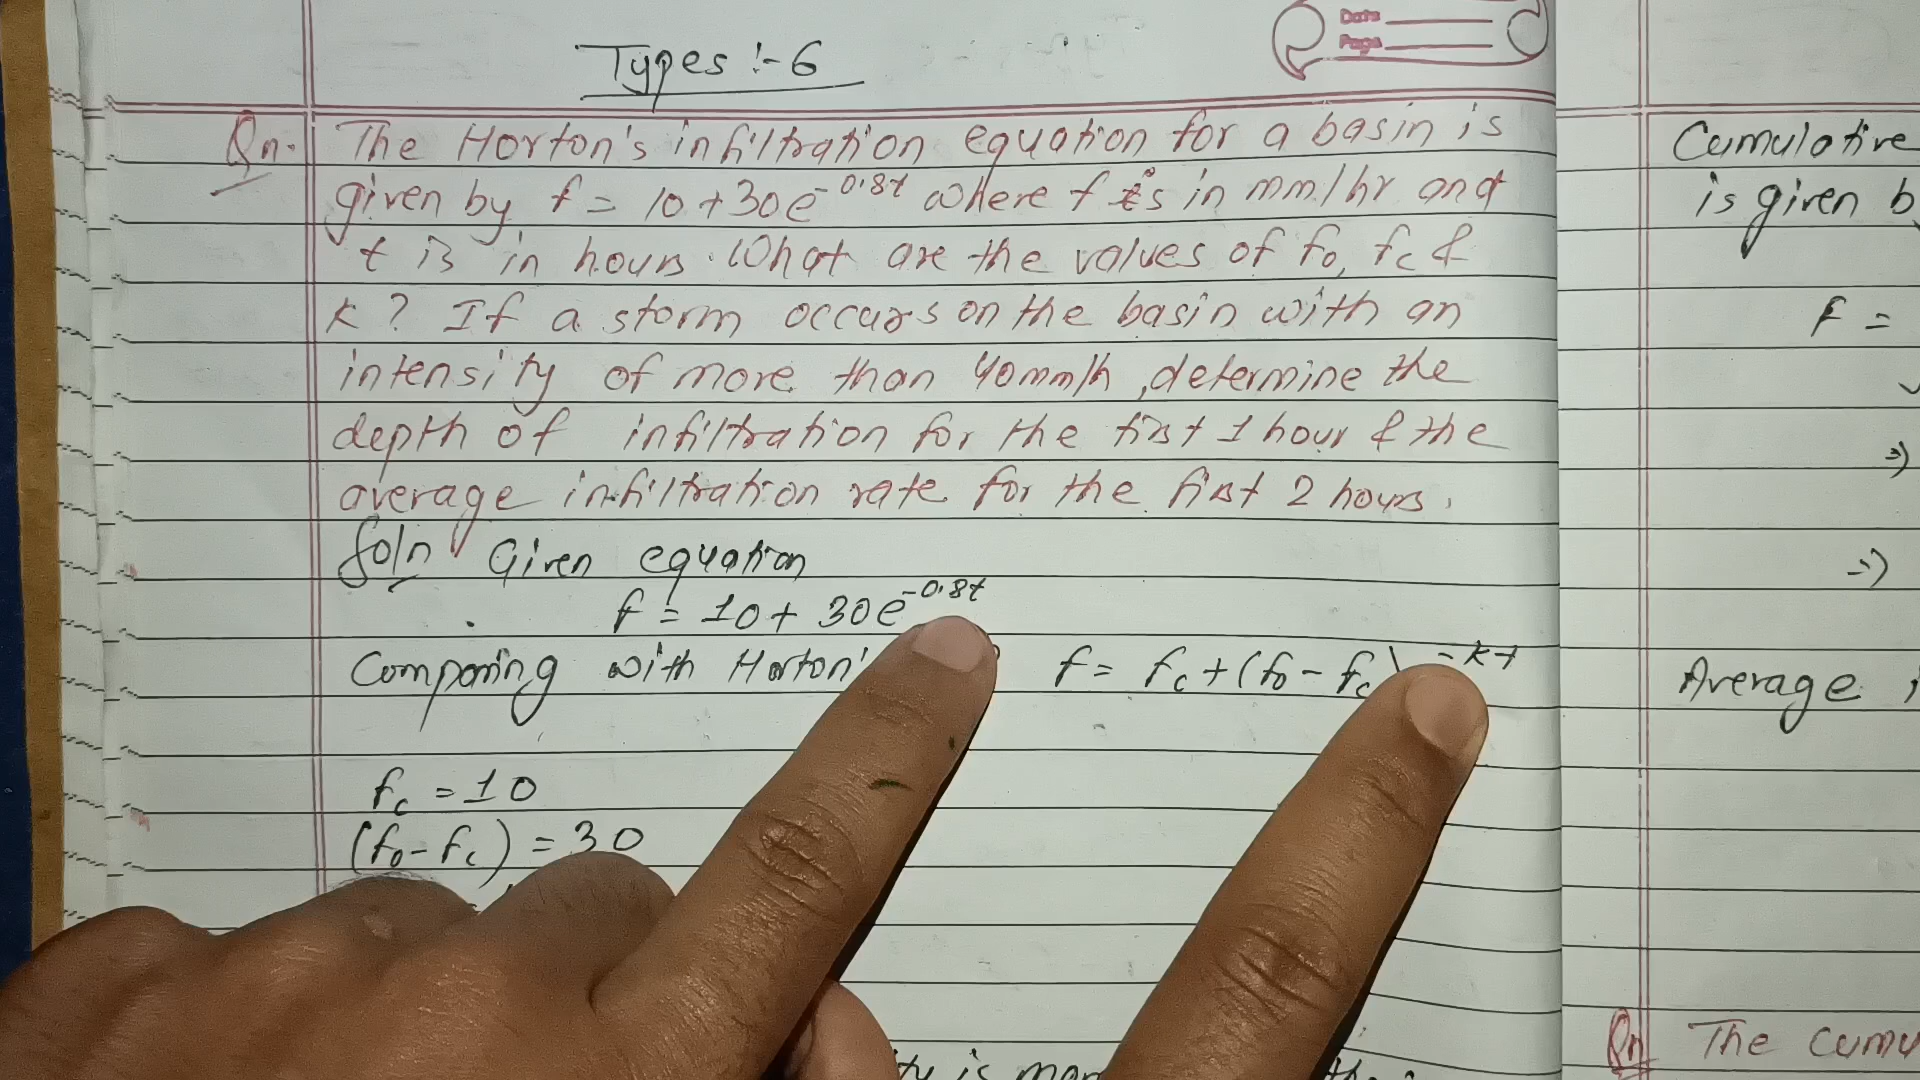 Types :- 6
Date
Page
Qn. The Horton's infiltration equation for a basin is
given by f = 10 + 30e^-0.8t where f is in mm/hr and
t is in hours. What are the values of fo, fc &
K ? If a storm occurs on the basin with an
intensity of more than 40mm/h, determine the
depth of infiltration for the first 1 hour & the
average infiltration rate for the first 2 hours.
Soln Given equation
f = 10 + 30e^-0.8t
Comparing with Horton's f = fc + (fo - fc) -kt
fc = 10
(fo - fc) = 30
is
Cumulative
is given b
F =
=)
=)
Average i
Qn The cumu